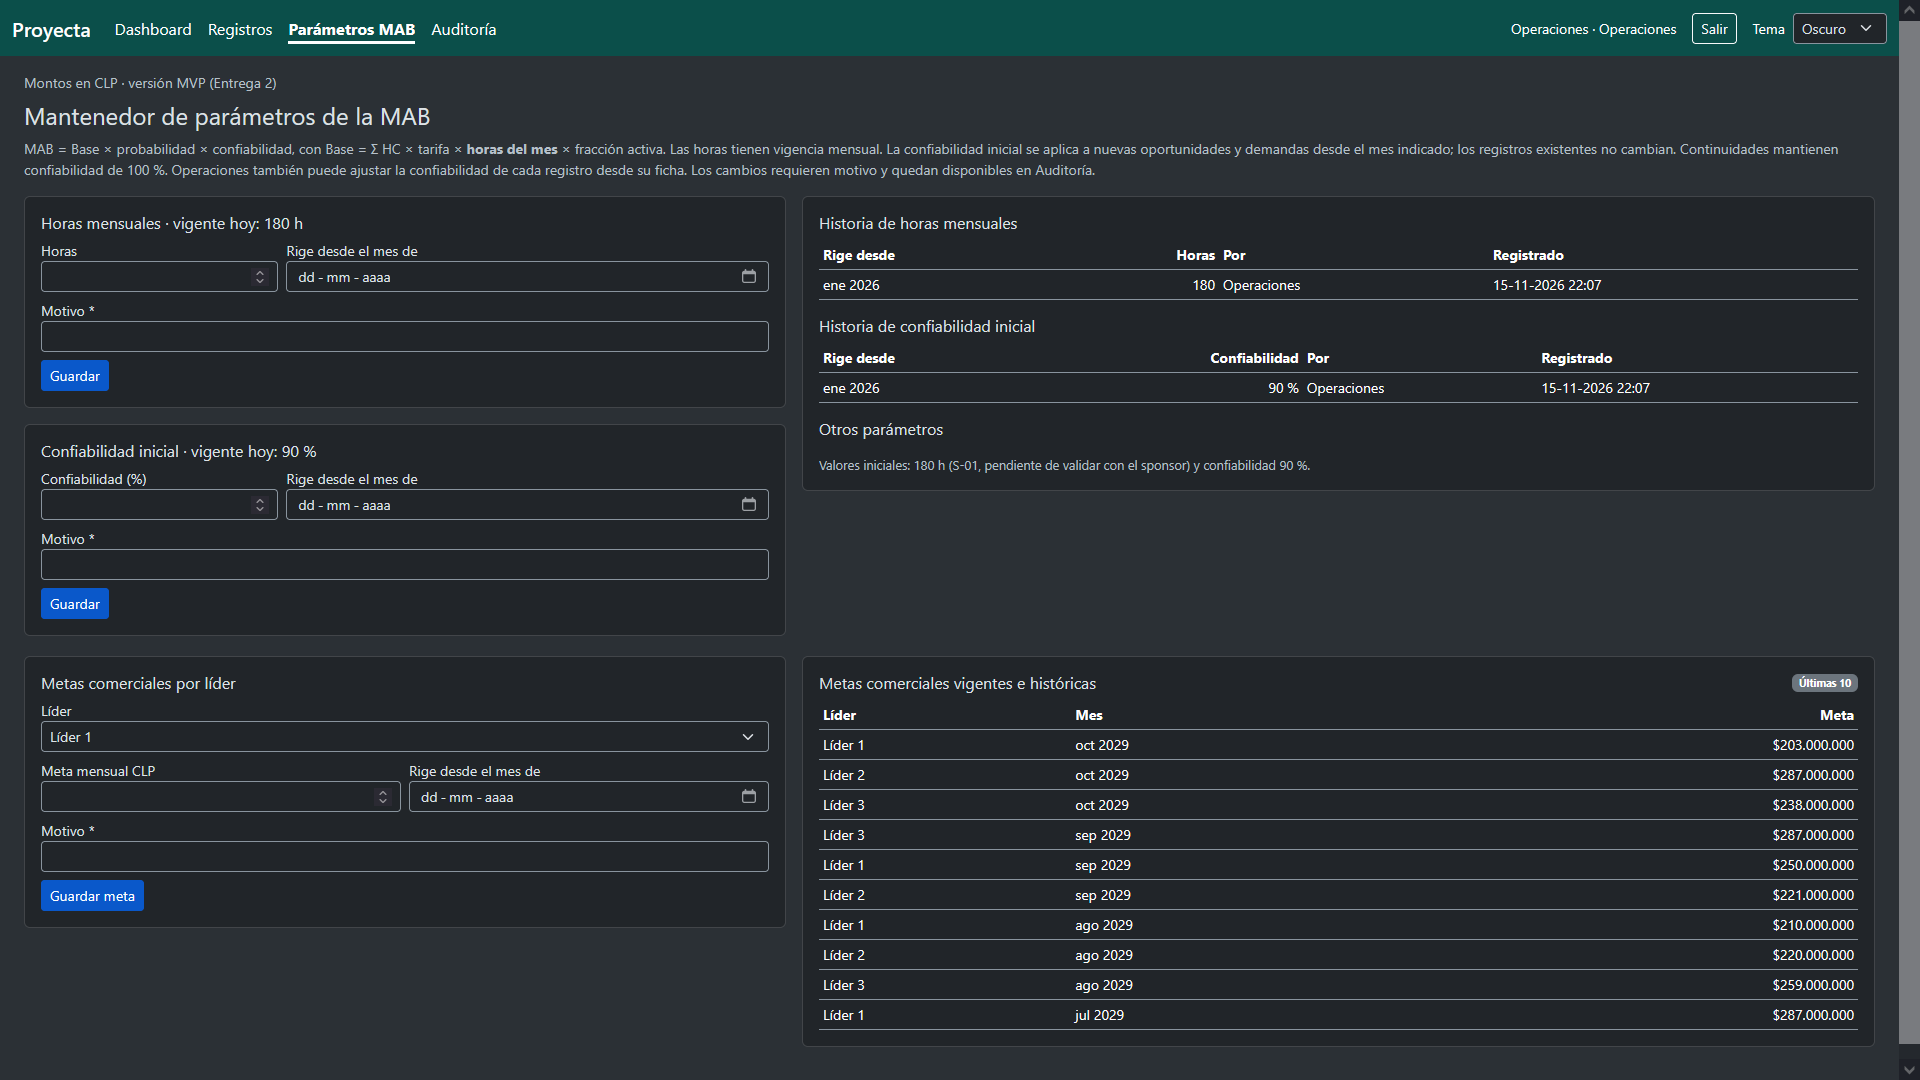 Proyecta Dashboard Registros Parámetros MAB Auditoría Operaciones · Operaciones Salir Tema Oscuro
Montos en CLP · versión MVP (Entrega 2)
Mantenedor de parámetros de la MAB
MAB = Base × probabilidad × confiabilidad, con Base = Σ HC × tarifa × horas del mes × fracción activa. Las horas tienen vigencia mensual. La confiabilidad inicial se aplica a nuevas oportunidades y demandas desde el mes indicado; los registros existentes no cambian. Continuidades mantienen
confiabilidad de 100 %. Operaciones también puede ajustar la confiabilidad de cada registro desde su ficha. Los cambios requieren motivo y quedan disponibles en Auditoría.
Horas mensuales · vigente hoy: 180 h
Horas Rige desde el mes de
dd - mm - aaaa
Motivo *
Guardar
Confiabilidad inicial · vigente hoy: 90 %
Confiabilidad (%) Rige desde el mes de
dd - mm - aaaa
Motivo *
Guardar
Historia de horas mensuales
Rige desde Horas Por Registrado
ene 2026 180 Operaciones 15-11-2026 22:07
Historia de confiabilidad inicial
Rige desde Confiabilidad Por Registrado
ene 2026 90 % Operaciones 15-11-2026 22:07
Otros parámetros
Valores iniciales: 180 h (S-01, pendiente de validar con el sponsor) y confiabilidad 90 %.
Metas comerciales por líder
Líder
Líder 1
Meta mensual CLP Rige desde el mes de
dd - mm - aaaa
Motivo *
Guardar meta
Metas comerciales vigentes e históricas Últimas 10
Líder Mes Meta
Líder 1 oct 2029 $203.000.000
Líder 2 oct 2029 $287.000.000
Líder 3 oct 2029 $238.000.000
Líder 3 sep 2029 $287.000.000
Líder 1 sep 2029 $250.000.000
Líder 2 sep 2029 $221.000.000
Líder 1 ago 2029 $210.000.000
Líder 2 ago 2029 $220.000.000
Líder 3 ago 2029 $259.000.000
Líder 1 jul 2029 $287.000.000